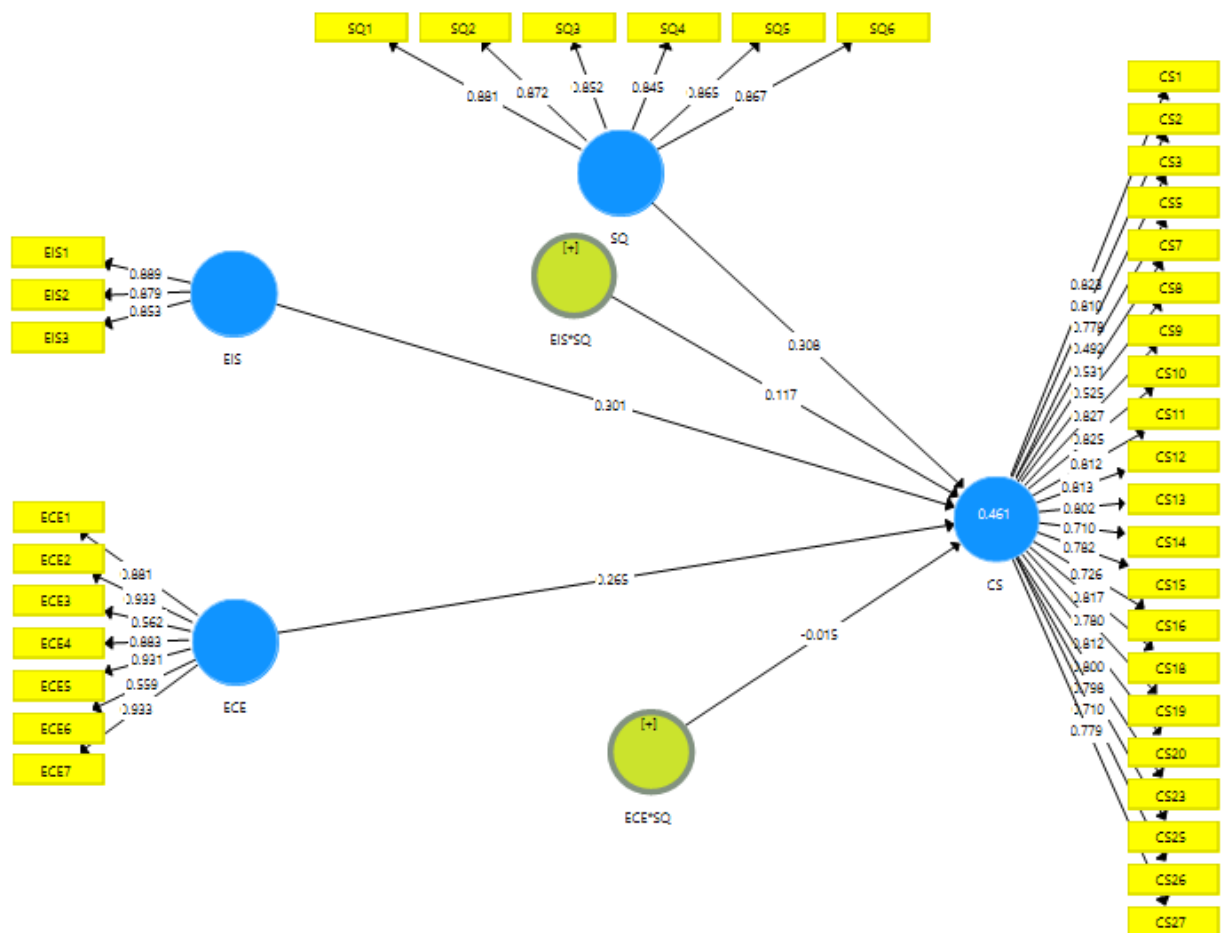 SQ1 SQ2 SQ3 SQ4 SQ5 SQ6
0.881 0.872 0.852 0.845 0.865 0.867
SQ
[+]
EIS*SQ
EIS1
EIS2
EIS3
0.889
0.879
0.853
EIS
0.308
0.117
0.301
ECE1
ECE2
ECE3
ECE4
ECE5
ECE6
ECE7
0.881
0.933
0.562
0.883
0.931
0.559
0.933
ECE
0.265
-0.015
[+]
ECE*SQ
0.461
CS
0.823
0.810
0.778
0.492
0.531
0.525
0.827
0.825
0.812
0.813
0.802
0.710
0.782
0.726
0.817
0.780
0.812
0.800
0.798
0.710
0.779
CS1
CS2
CS3
CS5
CS7
CS8
CS9
CS10
CS11
CS12
CS13
CS14
CS15
CS16
CS18
CS19
CS20
CS23
CS25
CS26
CS27